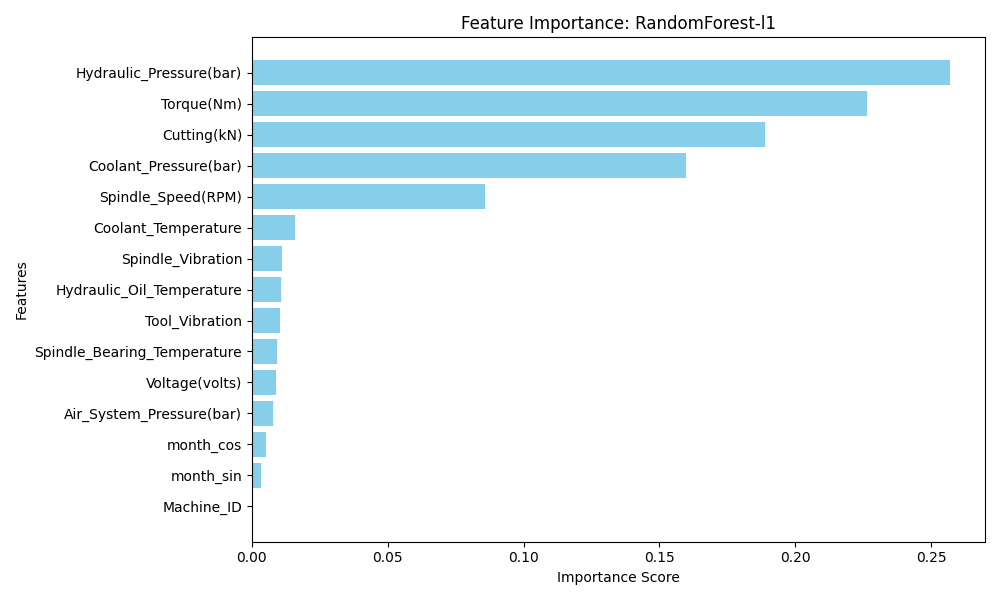 Feature Importance: RandomForest-l1
Features
Hydraulic_Pressure(bar)
Torque(Nm)
Cutting(kN)
Coolant_Pressure(bar)
Spindle_Speed(RPM)
Coolant_Temperature
Spindle_Vibration
Hydraulic_Oil_Temperature
Tool_Vibration
Spindle_Bearing_Temperature
Voltage(volts)
Air_System_Pressure(bar)
month_cos
month_sin
Machine_ID
0.00 0.05 0.10 0.15 0.20 0.25
Importance Score